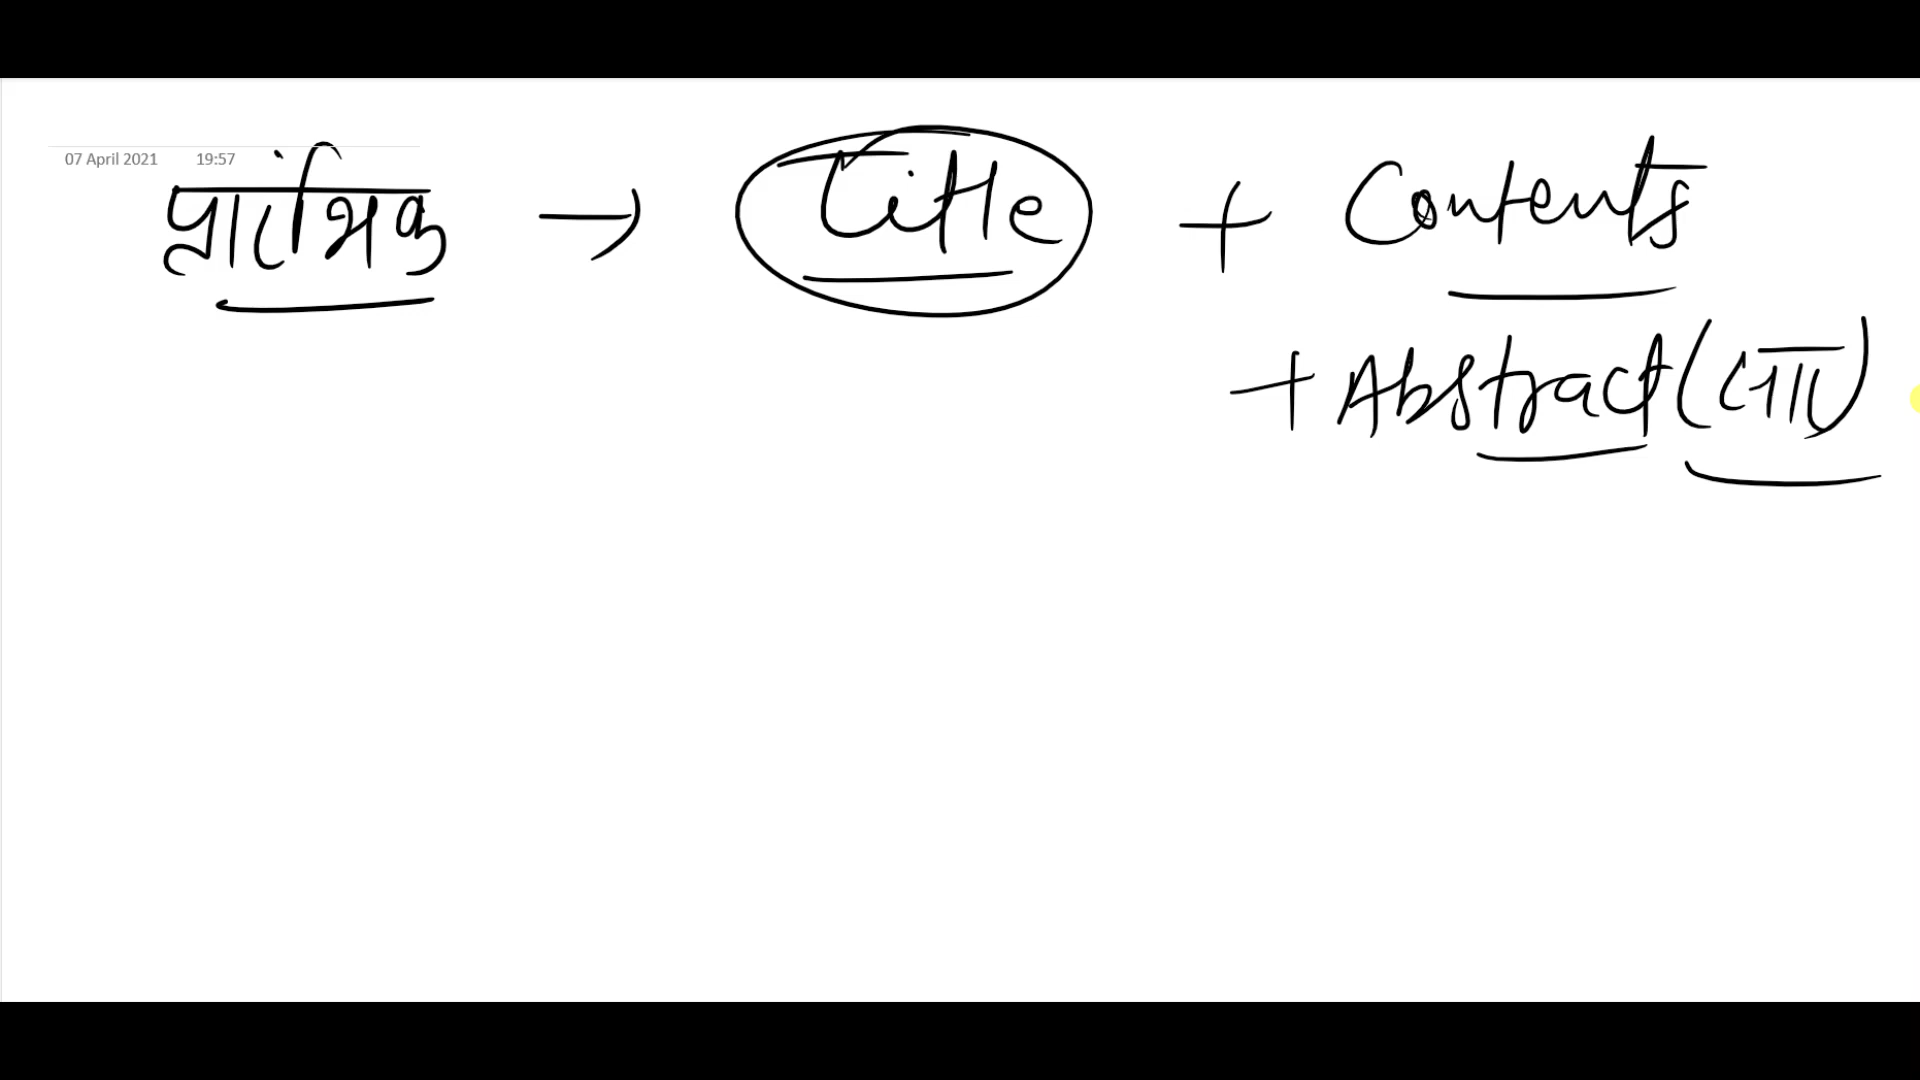 07 April 2021 19:57
प्रारंभिक → Title + Contents
+ Abstract (सार)